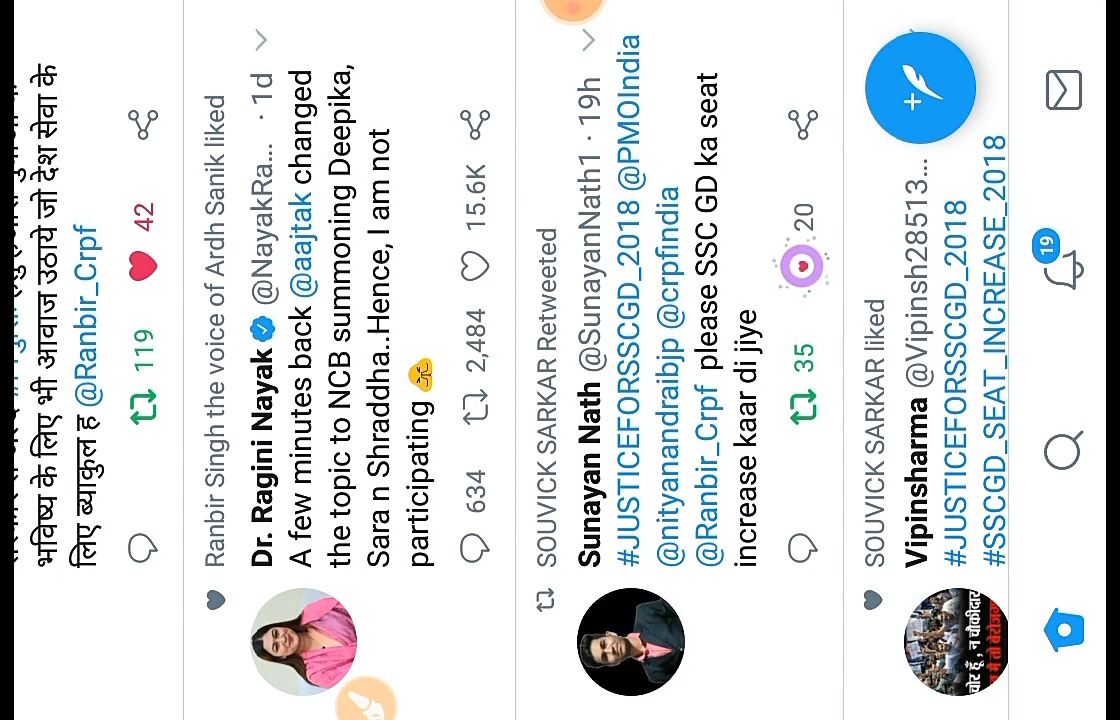 भविष्य के लिए भी आवाज उठाये जो देश सेवा के
लिए ब्याकुल ह @Ranbir_Crpf
119 42
Ranbir Singh the voice of Ardh Sanik liked
Dr. Ragini Nayak @NayakRa... · 1d
A few minutes back @aajtak changed
the topic to NCB summoning Deepika,
Sara n Shraddha..Hence, I am not
participating
634 2,484 15.6K
SOUVICK SARKAR Retweeted
Sunayan Nath @SunayanNath1 · 19h
#JUSTICEFORSSCGD_2018 @PMOIndia
@nityanandraibjp @crpfindia
@Ranbir_Crpf please SSC GD ka seat
increase kaar di jiye
35 20
SOUVICK SARKAR liked
Vipinsharma @Vipinsh28513...
#JUSTICEFORSSCGD_2018
#SSCGD_SEAT_INCREASE_2018
चोर हूँ, न चौकीदार
19